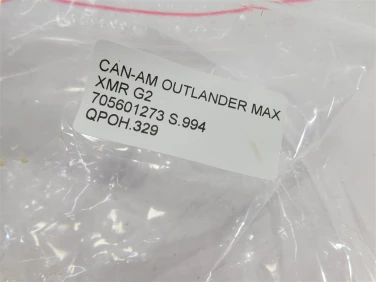 CAN-AM OUTLANDER MAX
XMR G2
705601273 S.994
QPOH.329